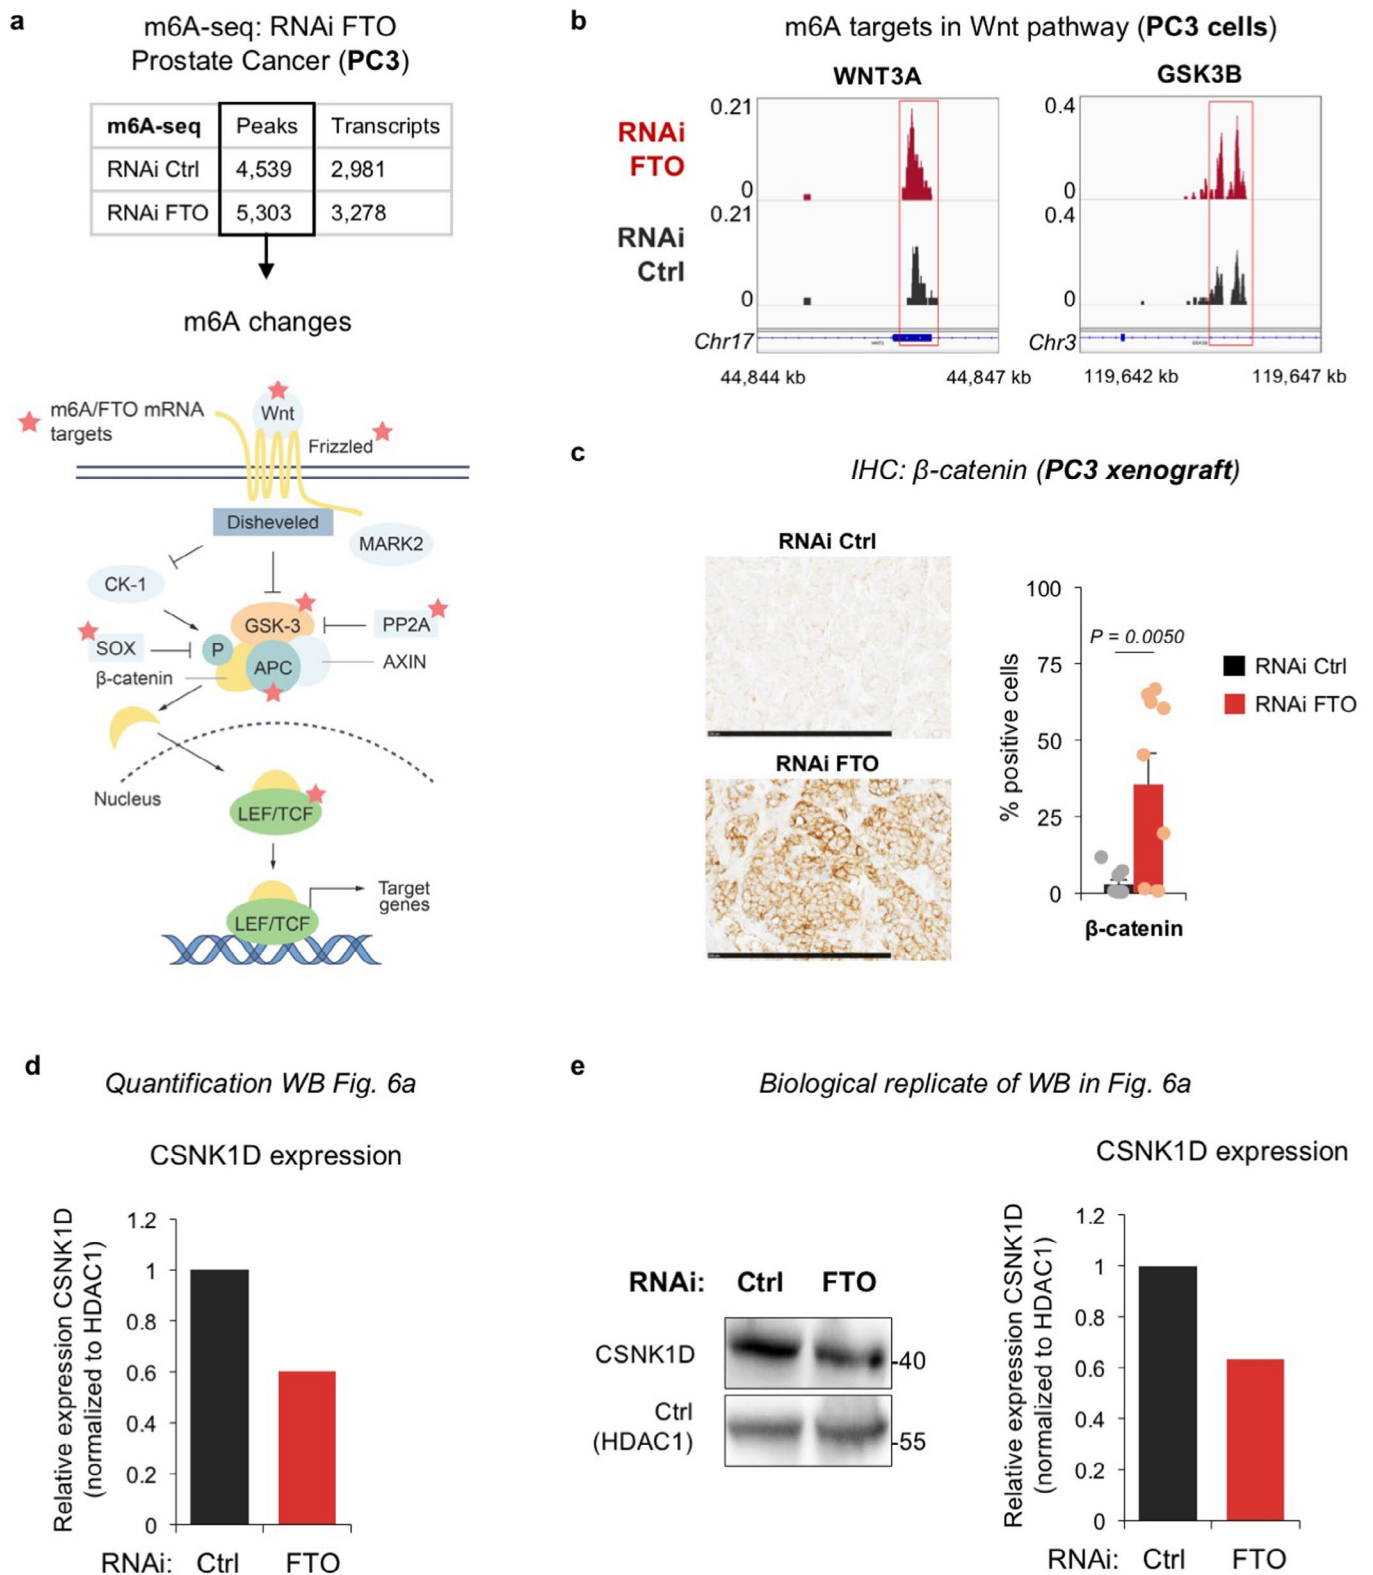 a
m6A-seq: RNAi FTO
Prostate Cancer (PC3)
m6A-seq Peaks Transcripts
RNAi Ctrl 4,539 2,981
RNAi FTO 5,303 3,278
m6A changes
m6A/FTO mRNA
targets
Wnt
Frizzled
Disheveled
MARK2
CK-1
GSK-3
PP2A
SOX
P
APC
AXIN
β-catenin
Nucleus
LEF/TCF
Target
genes
LEF/TCF
b
m6A targets in Wnt pathway (PC3 cells)
WNT3A
GSK3B
RNAi
FTO
0.21
0
0.4
0
RNAi
Ctrl
0.21
0
0.4
0
Chr17
Chr3
44,844 kb
44,847 kb
119,642 kb
119,647 kb
c
IHC: β-catenin (PC3 xenograft)
RNAi Ctrl
RNAi FTO
% positive cells
100
75
50
25
0
P = 0.0050
β-catenin
RNAi Ctrl
RNAi FTO
d
Quantification WB Fig. 6a
CSNK1D expression
Relative expression CSNK1D
(normalized to HDAC1)
1.2
1
0.8
0.6
0.4
0.2
0
RNAi: Ctrl FTO
e
Biological replicate of WB in Fig. 6a
RNAi: Ctrl FTO
CSNK1D
-40
Ctrl
(HDAC1)
-55
CSNK1D expression
Relative expression CSNK1D
(normalized to HDAC1)
1.2
1
0.8
0.6
0.4
0.2
0
RNAi: Ctrl FTO